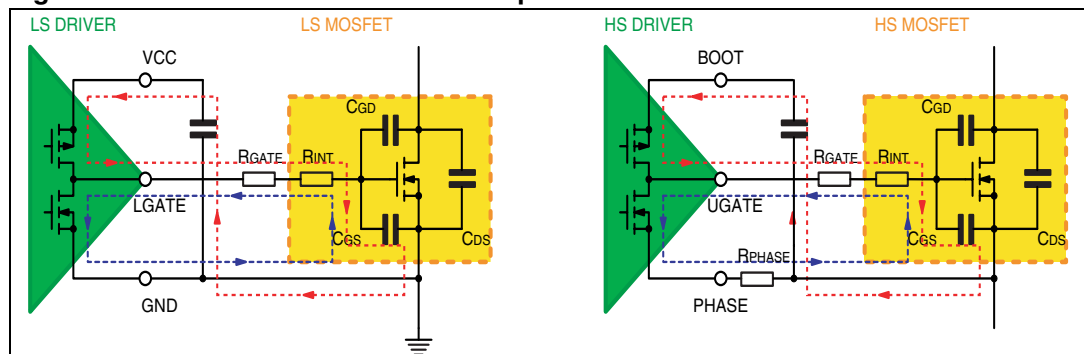 LS DRIVER
LS MOSFET
HS DRIVER
HS MOSFET
VCC
CGD
RGATE
RINT
LGATE
CGS
CDS
GND
BOOT
CGD
RGATE
RINT
UGATE
CGS
CDS
RPHASE
PHASE